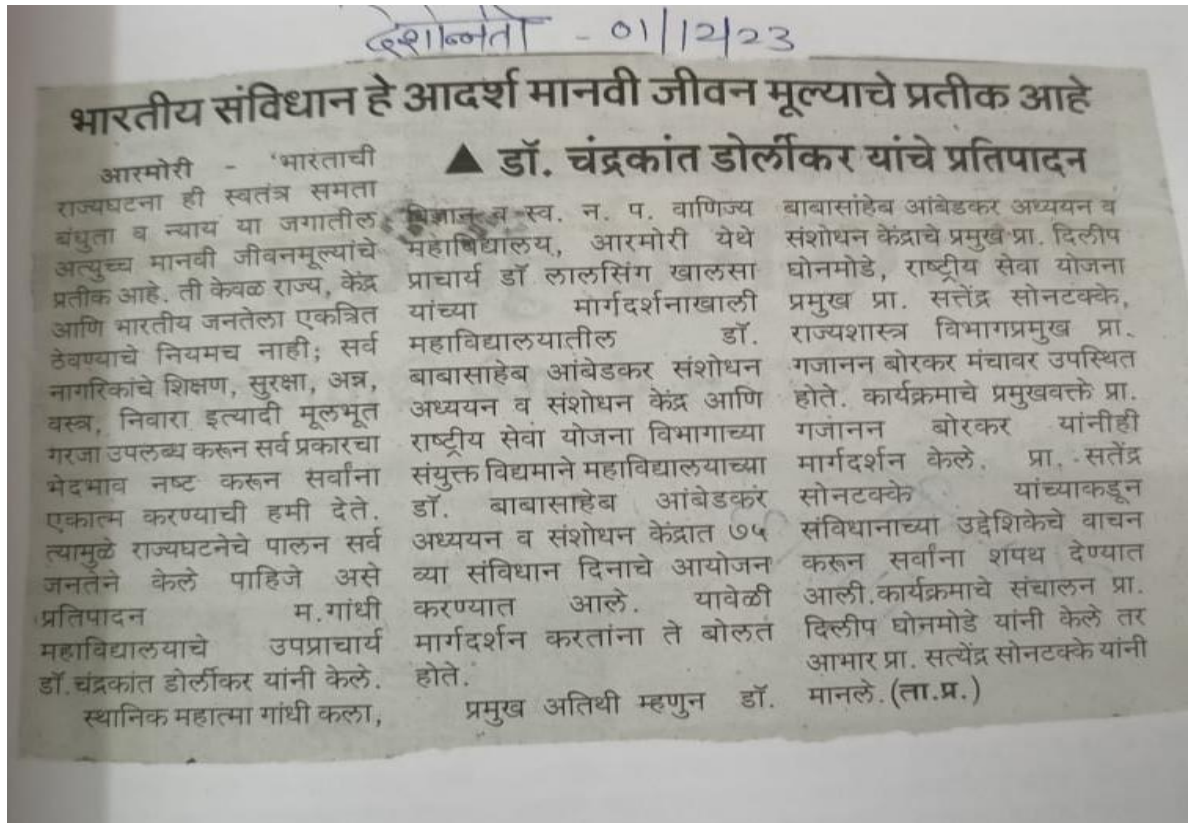 देशोन्नती - 01/12/23
भारतीय संविधान हे आदर्श मानवी जीवन मूल्याचे प्रतीक आहे
▲ डॉ. चंद्रकांत डोर्लीकर यांचे प्रतिपादन
आरमोरी - 'भारताची
राज्यघटना ही स्वतंत्र समता
बंधुता व न्याय या जगातील
अत्युच्च मानवी जीवनमूल्यांचे
प्रतीक आहे. ती केवळ राज्य, केंद्र
आणि भारतीय जनतेला एकत्रित
ठेवण्याचे नियमच नाही; सर्व
नागरिकांचे शिक्षण, सुरक्षा, अन्न,
वस्त्र, निवारा इत्यादी मूलभूत
गरजा उपलब्ध करून सर्व प्रकारचा
भेदभाव नष्ट करून सर्वांना
एकात्म करण्याची हमी देते.
त्यामुळे राज्यघटनेचे पालन सर्व
जनतेने केले पाहिजे असे
प्रतिपादन म.गांधी
महाविद्यालयाचे उपप्राचार्य
डॉ.चंद्रकांत डोर्लीकर यांनी केले.
स्थानिक महात्मा गांधी कला,
विज्ञान व स्व. न. प. वाणिज्य
महाविद्यालय, आरमोरी येथे
प्राचार्य डॉ लालसिंग खालसा
यांच्या मार्गदर्शनाखाली
महाविद्यालयातील डॉ.
बाबासाहेब आंबेडकर संशोधन
अध्ययन व संशोधन केंद्र आणि
राष्ट्रीय सेवा योजना विभागाच्या
संयुक्त विद्यमाने महाविद्यालयाच्या
डॉ. बाबासाहेब आंबेडकर
अध्ययन व संशोधन केंद्रात ७५
व्या संविधान दिनाचे आयोजन
करण्यात आले. यावेळी
मार्गदर्शन करतांना ते बोलत
होते.
प्रमुख अतिथी म्हणुन डॉ.
बाबासाहेब आंबेडकर अध्ययन व
संशोधन केंद्राचे प्रमुख प्रा. दिलीप
घोनमोडे, राष्ट्रीय सेवा योजना
प्रमुख प्रा. सत्तेंद्र सोनटक्के,
राज्यशास्त्र विभागप्रमुख प्रा.
गजानन बोरकर मंचावर उपस्थित
होते. कार्यक्रमाचे प्रमुखवक्ते प्रा.
गजानन बोरकर यांनीही
मार्गदर्शन केले. प्रा. सतेंद्र
सोनटक्के यांच्याकडून
संविधानाच्या उद्देशिकेचे वाचन
करून सर्वांना शपथ देण्यात
आली.कार्यक्रमाचे संचालन प्रा.
दिलीप घोनमोडे यांनी केले तर
आभार प्रा. सत्येंद्र सोनटक्के यांनी
मानले. (ता.प्र.)